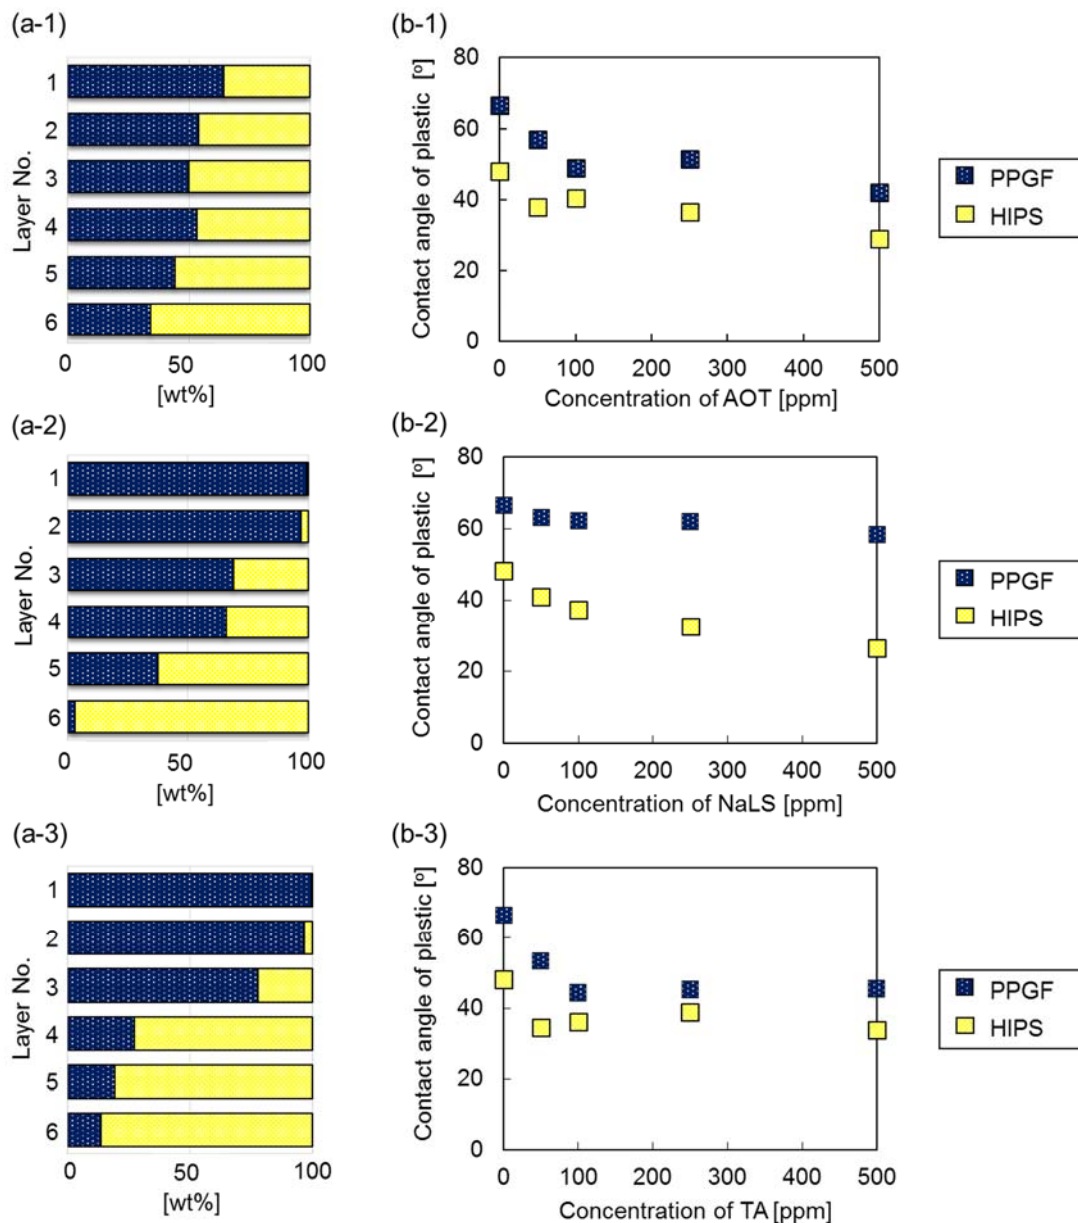 (a-1)
1
2
3
4
5
6
Layer No.
0 50 100
[wt%]
(b-1)
80
60
40
20
0
Contact angle of plastic [º]
0 100 200 300 400 500
Concentration of AOT [ppm]
PPGF
HIPS
(a-2)
1
2
3
4
5
6
Layer No.
0 50 100
[wt%]
(b-2)
80
60
40
20
0
Contact angle of plastic [º]
0 100 200 300 400 500
Concentration of NaLS [ppm]
PPGF
HIPS
(a-3)
1
2
3
4
5
6
Layer No.
0 50 100
[wt%]
(b-3)
80
60
40
20
0
Contact angle of plastic [º]
0 100 200 300 400 500
Concentration of TA [ppm]
PPGF
HIPS